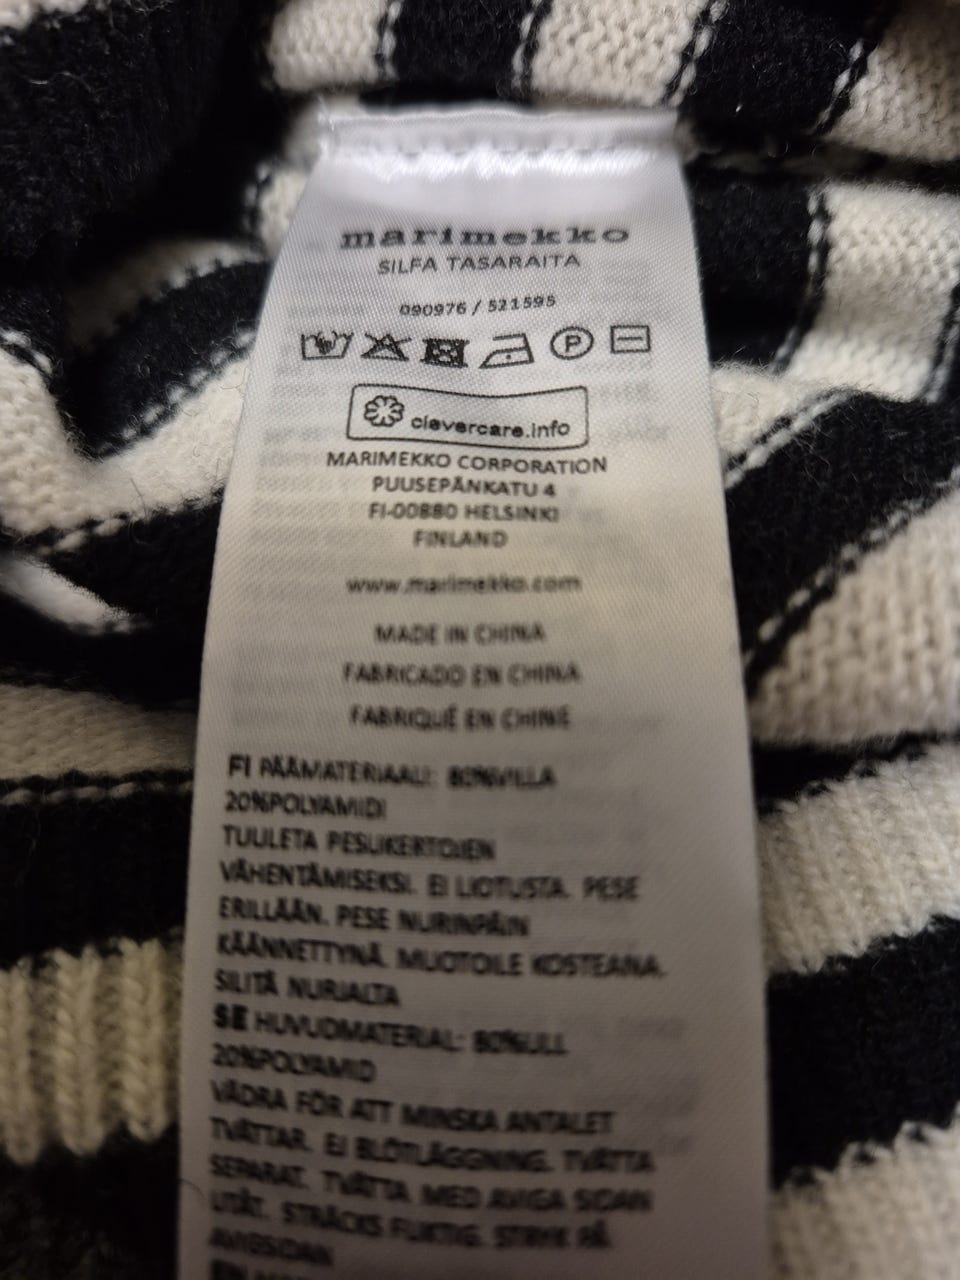 marimekko
SILFA TASARAITA
090976 / 521595
P
clevercare.info
MARIMEKKO CORPORATION
PUUSEPÄNKATU 4
FI-00880 HELSINKI
FINLAND
www.marimekko.com
MADE IN CHINA
FABRICADO EN CHINA
FABRIQUÉ EN CHINE
FI PÄÄMATERIAALI: 80%VILLA
20%POLYAMIDI
TUULETA PESUKERTOJEN
VÄHENTÄMISEKSI. EI LIOTUSTA. PESE
ERILLÄÄN. PESE NURINPÄIN
KÄÄNNETTYNÄ. MUOTOILE KOSTEANA.
SILITÄ NURJALTA
SE HUVUDMATERIAL: 80%ULL
20%POLYAMID
VÄDRA FÖR ATT MINSKA ANTALET
TVÄTTAR. EJ BLÖTLÄGGNING. TVÄTTA
SEPARAT. TVÄTTA MED AVIGA SIDAN
UTÅT. STRÄCKS FUKTIG. STRYK PÅ
AVIGSIDAN